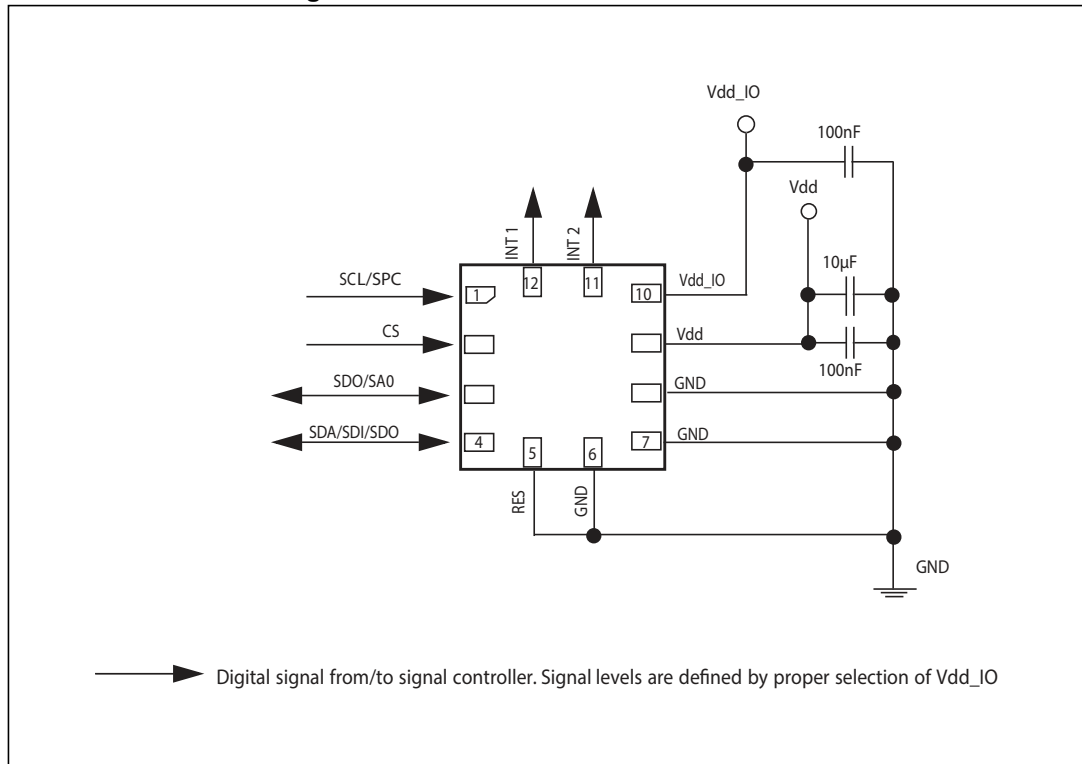 Vdd_IO
100nF
Vdd
INT 1
INT 2
10µF
SCL/SPC
1
12
11
10
Vdd_IO
CS
Vdd
100nF
SDO/SA0
GND
SDA/SDI/SDO
4
5
6
7
GND
RES
GND
GND
Digital signal from/to signal controller. Signal levels are defined by proper selection of Vdd_IO